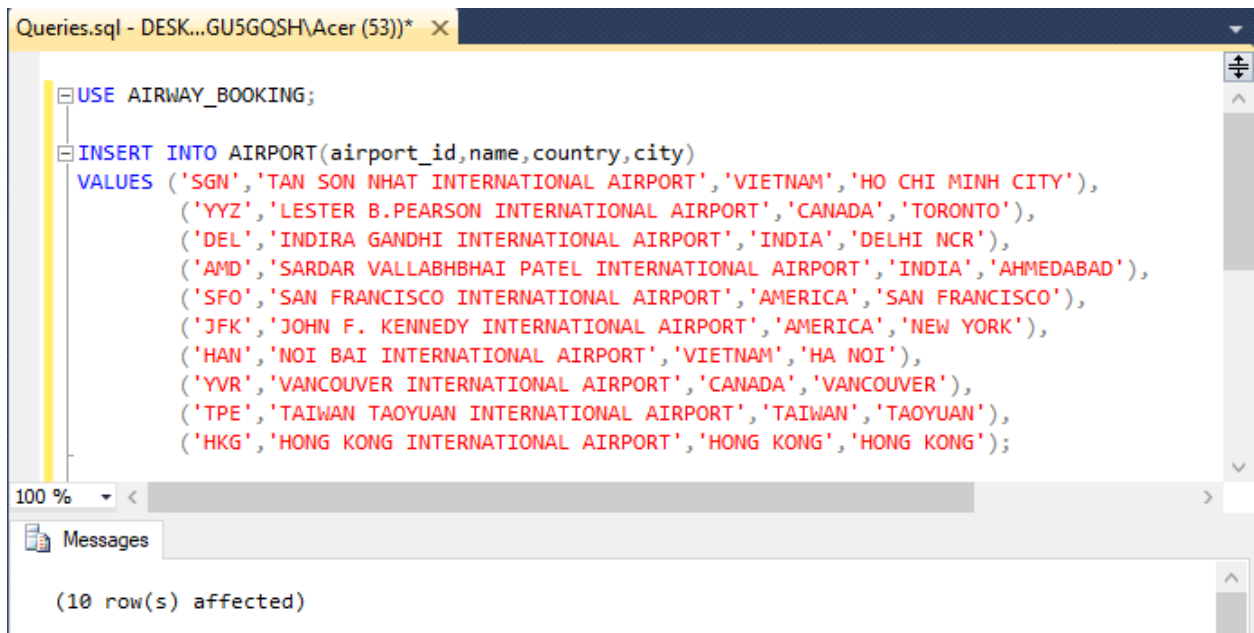 Queries.sql - DESK...GU5GQSH\Acer (53))*
USE AIRWAY_BOOKING;
INSERT INTO AIRPORT(airport_id,name,country,city)
VALUES ('SGN','TAN SON NHAT INTERNATIONAL AIRPORT','VIETNAM','HO CHI MINH CITY'),
('YYZ','LESTER B.PEARSON INTERNATIONAL AIRPORT','CANADA','TORONTO'),
('DEL','INDIRA GANDHI INTERNATIONAL AIRPORT','INDIA','DELHI NCR'),
('AMD','SARDAR VALLABHBHAI PATEL INTERNATIONAL AIRPORT','INDIA','AHMEDABAD'),
('SFO','SAN FRANCISCO INTERNATIONAL AIRPORT','AMERICA','SAN FRANCISCO'),
('JFK','JOHN F. KENNEDY INTERNATIONAL AIRPORT','AMERICA','NEW YORK'),
('HAN','NOI BAI INTERNATIONAL AIRPORT','VIETNAM','HA NOI'),
('YVR','VANCOUVER INTERNATIONAL AIRPORT','CANADA','VANCOUVER'),
('TPE','TAIWAN TAOYUAN INTERNATIONAL AIRPORT','TAIWAN','TAOYUAN'),
('HKG','HONG KONG INTERNATIONAL AIRPORT','HONG KONG','HONG KONG');
100 %
Messages
(10 row(s) affected)